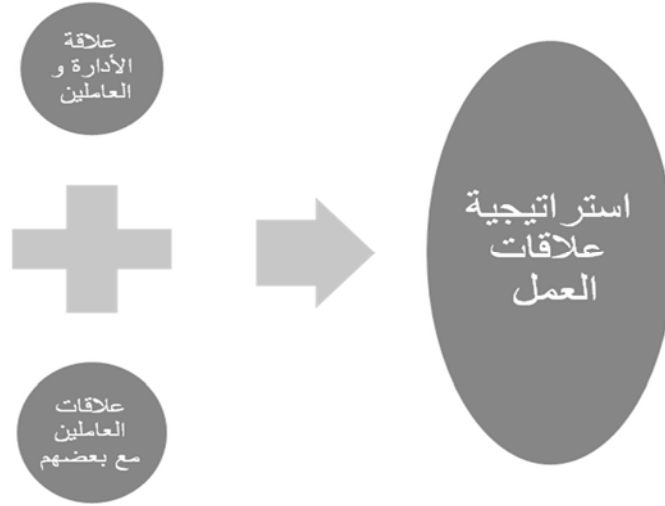 علاقة
الأدارة و
العاملين
علاقات
العاملين
مع بعضهم
استراتيجية
علاقات
العمل